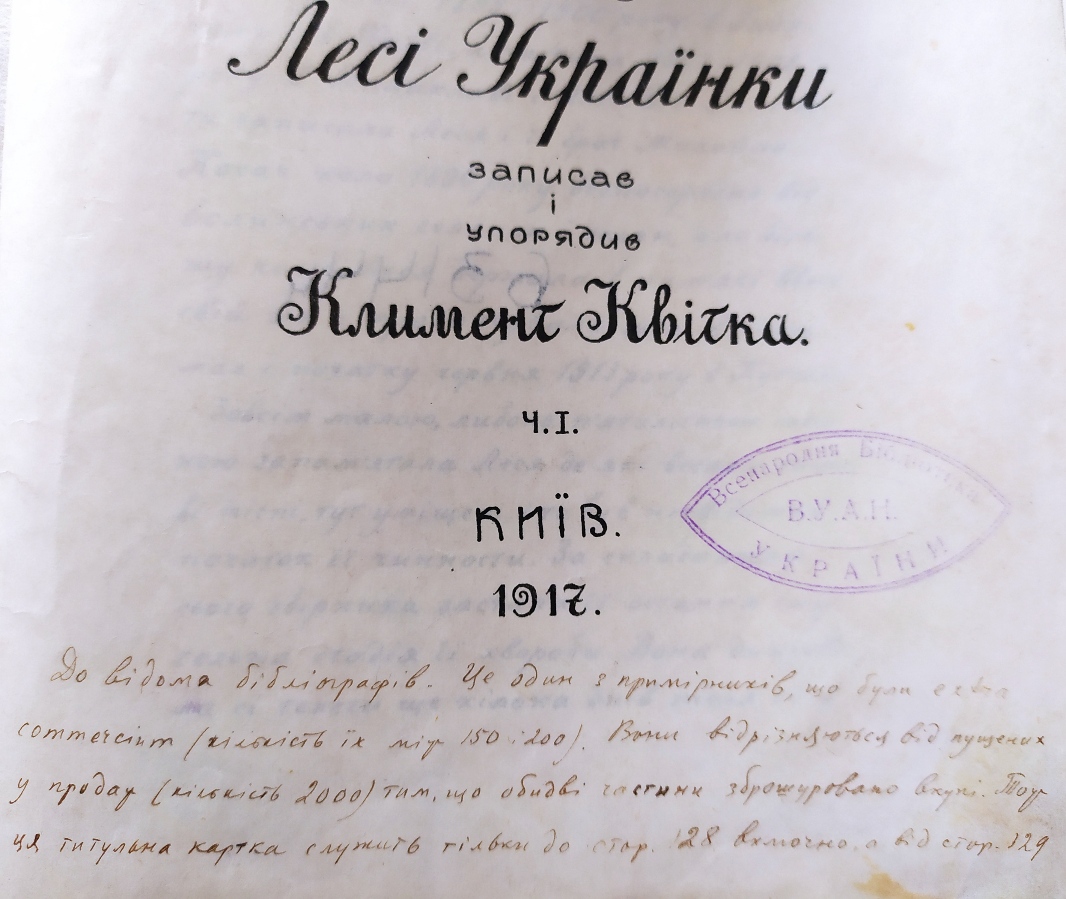 Лесі Українки
записав
і
упорядив
Климент Квітка.
Ч.I.
КИЇВ.
1917.
Всенародня Бібліотека
В.У.А.Н.
УКРАЇНИ
До відома бібліографів. Це один з примірників, що були extra
commercium (кількість їх між 150 і 200). Вони відрізняються від пущених
у продаж (кількість 2000) тим, що обидві частини зброшуровано вкупі. Тому
ця титульна картка служить тільки до стор. 128 включно, а від стор. 129